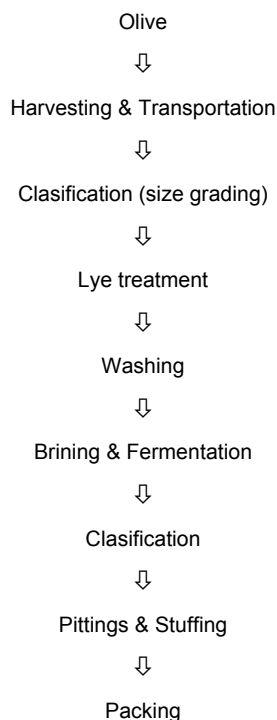 Olive
⇩
Harvesting & Transportation
⇩
Clasification (size grading)
⇩
Lye treatment
⇩
Washing
⇩
Brining & Fermentation
⇩
Clasification
⇩
Pittings & Stuffing
⇩
Packing